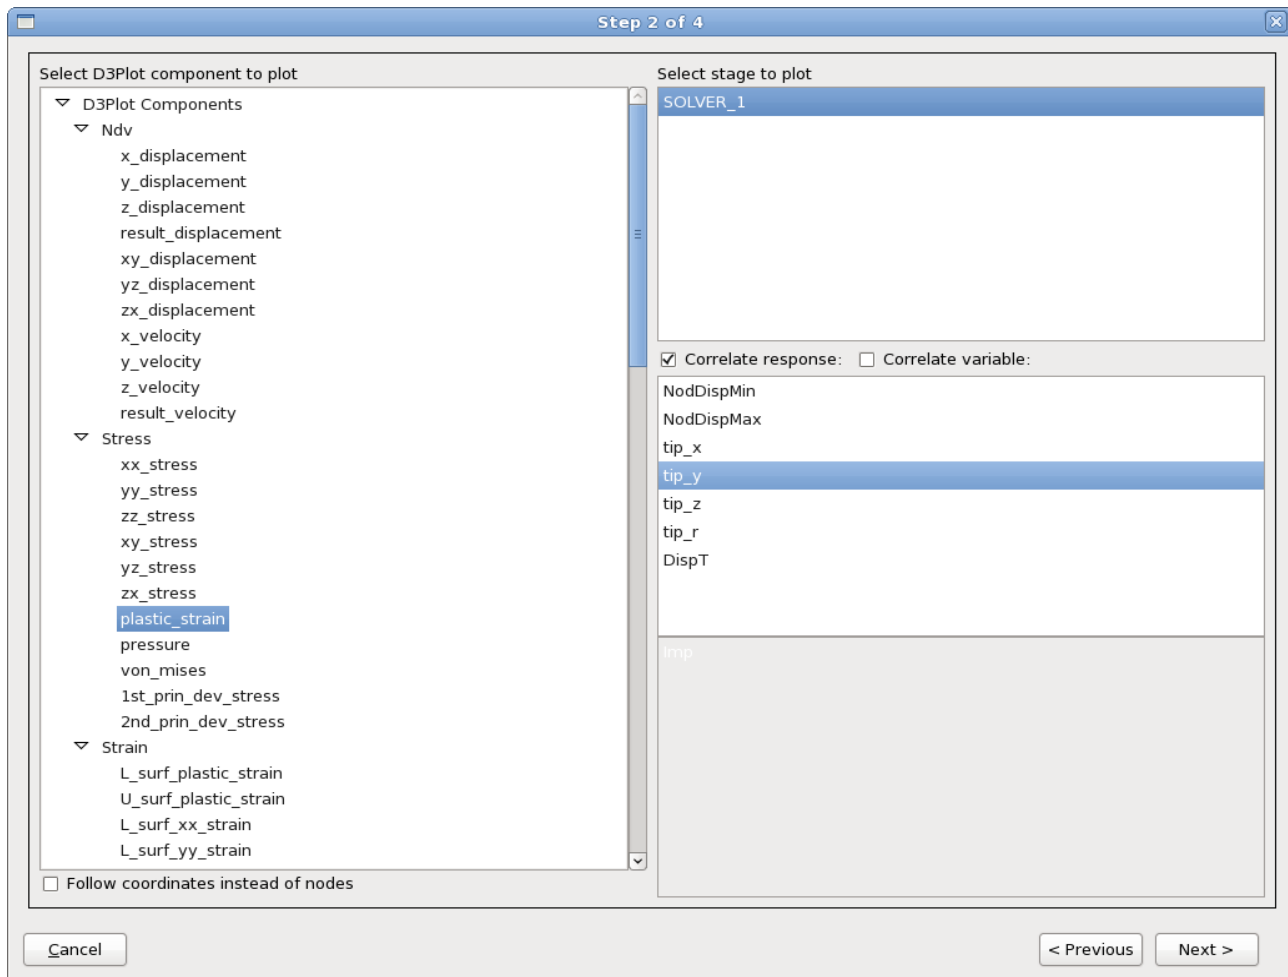 Step 2 of 4
Select D3Plot component to plot
D3Plot Components
Ndv
x_displacement
y_displacement
z_displacement
result_displacement
xy_displacement
yz_displacement
zx_displacement
x_velocity
y_velocity
z_velocity
result_velocity
Stress
xx_stress
yy_stress
zz_stress
xy_stress
yz_stress
zx_stress
plastic_strain
pressure
von_mises
1st_prin_dev_stress
2nd_prin_dev_stress
Strain
L_surf_plastic_strain
U_surf_plastic_strain
L_surf_xx_strain
L_surf_yy_strain
Follow coordinates instead of nodes
Select stage to plot
SOLVER_1
Correlate response: Correlate variable:
NodDispMin
NodDispMax
tip_x
tip_y
tip_z
tip_r
DispT
Imp
Cancel
< Previous
Next >